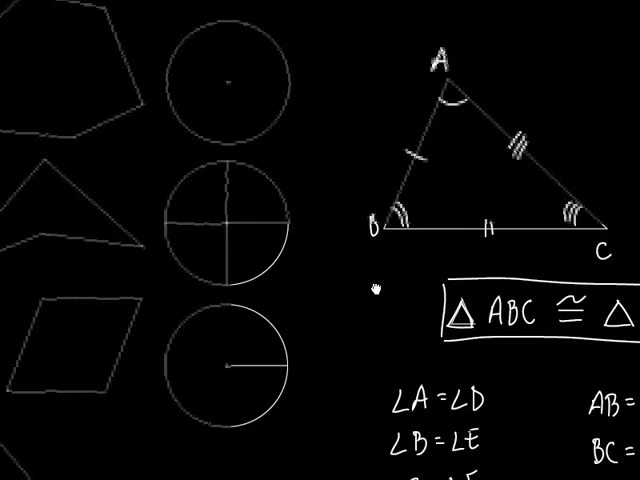 A
B
C
△ ABC ≅ △
∠A = ∠D
AB =
∠B = ∠E
BC =